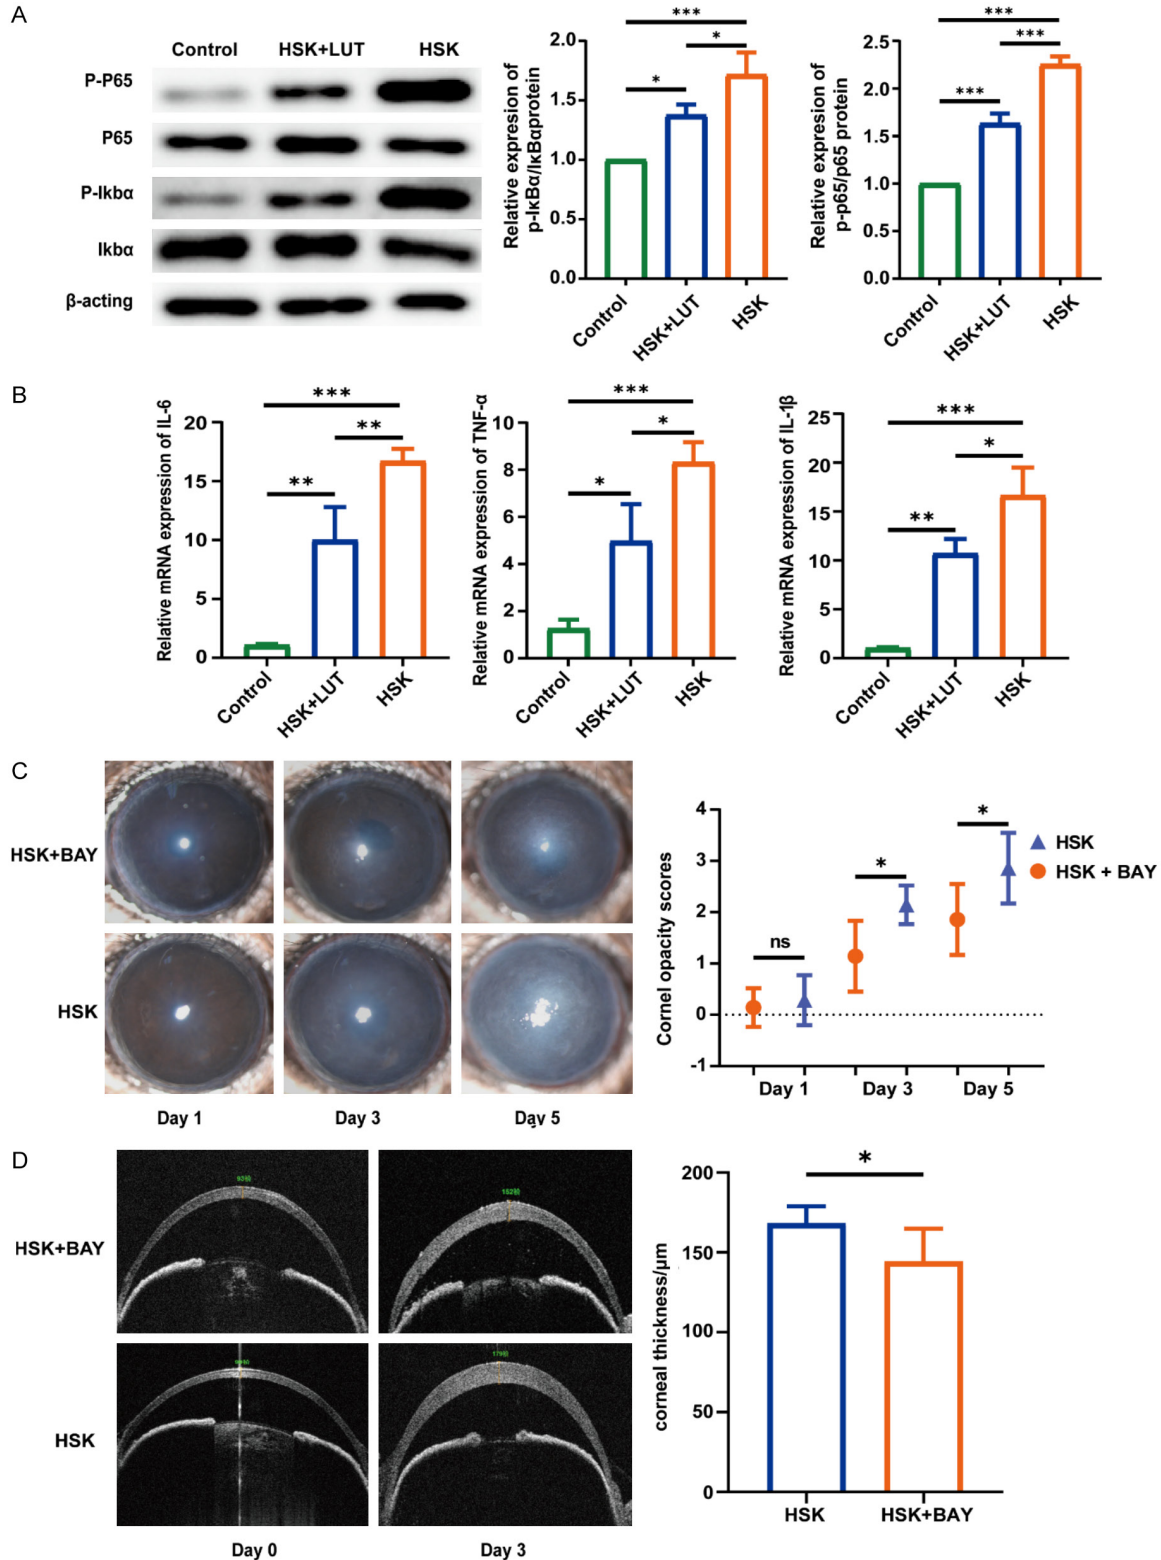 A
Control HSK+LUT HSK
P-P65
P65
P-Ikbα
Ikbα
β-acting
Relative expression of
p-IκBα/IκBαprotein
2.0
1.5
1.0
0.5
0.0
***
*
*
Control
HSK+LUT
HSK
Relative expression of
p-p65/p65 protein
2.5
2.0
1.5
1.0
0.5
0.0
***
***
***
Control
HSK+LUT
HSK
B
Relative mRNA expression of IL-6
20
15
10
5
0
***
**
**
Control
HSK+LUT
HSK
Relative mRNA expression of TNF-α
10
8
6
4
2
0
***
*
*
Control
HSK+LUT
HSK
Relative mRNA expression of IL-1β
25
20
15
10
5
0
***
*
**
Control
HSK+LUT
HSK
C
HSK+BAY
HSK
Day 1 Day 3 Day 5
Cornel opacity scores
4
3
2
1
0
-1
ns
*
*
HSK
HSK + BAY
Day 1 Day 3 Day 5
D
HSK+BAY
HSK
Day 0 Day 3
corneal thickness/μm
200
150
100
50
0
*
HSK HSK+BAY